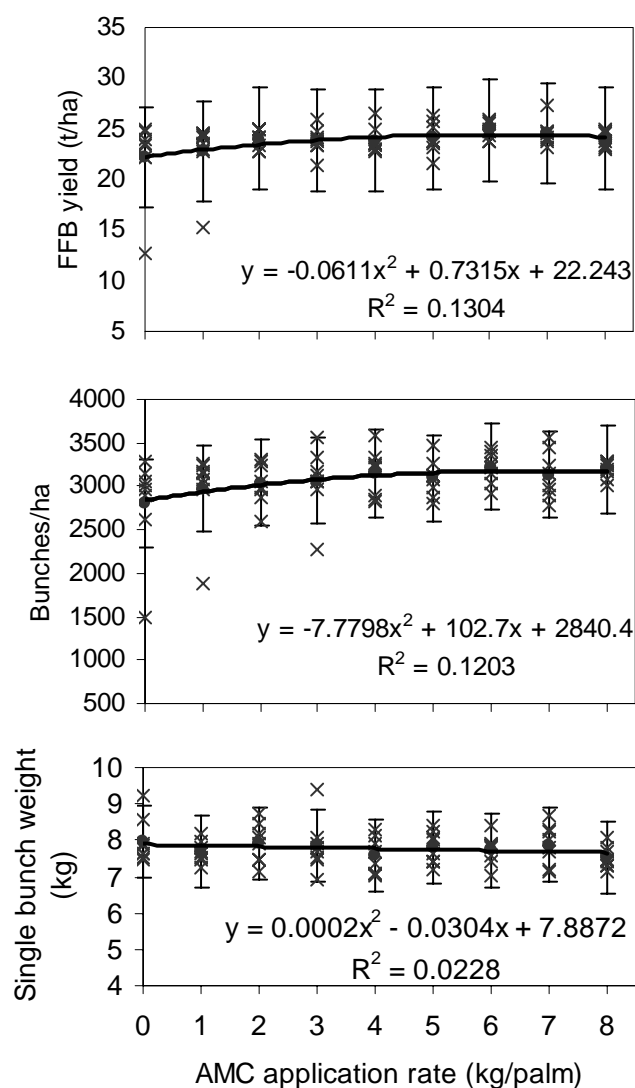 35
30
25
20
15
10
5
FFB yield (t/ha)
y = -0.0611x² + 0.7315x + 22.243
R² = 0.1304
4000
3500
3000
2500
2000
1500
1000
500
Bunches/ha
y = -7.7798x² + 102.7x + 2840.4
R² = 0.1203
10
9
8
7
6
5
4
Single bunch weight
(kg)
y = 0.0002x² - 0.0304x + 7.8872
R² = 0.0228
0 1 2 3 4 5 6 7 8
AMC application rate (kg/palm)